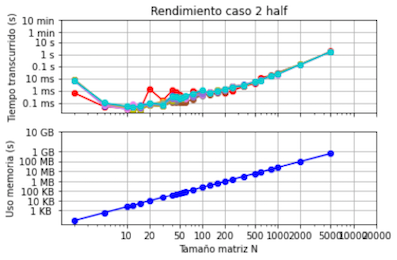 Rendimiento caso 2 half
Tiempo transcurrido (s)
10 min
1 min
10 s
1 s
0.1 s
10 ms
1 ms
0.1 ms
Uso memoria (s)
10 GB
1 GB
100 MB
10 MB
1 MB
100 KB
10 KB
1 KB
10 20 50 100 200 500 1000 2000 5000 10000 20000
Tamaño matriz N